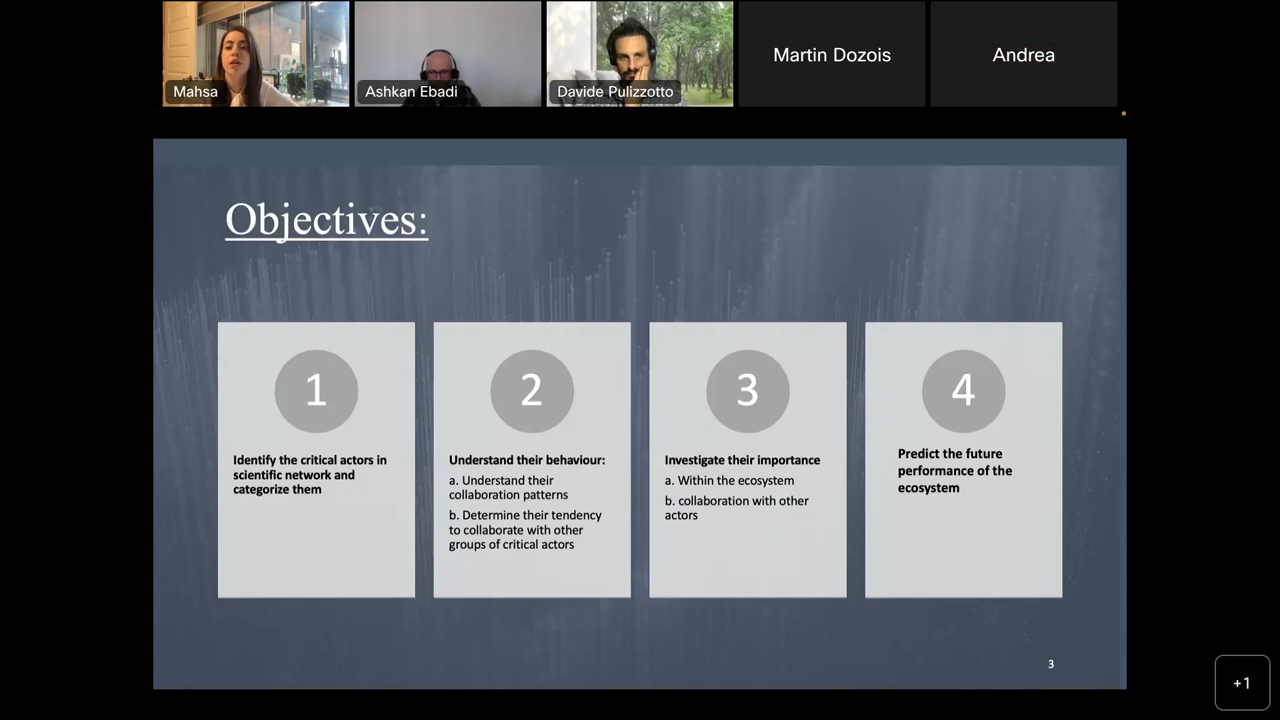 Mahsa
Ashkan Ebadi
Davide Pulizzotto
Martin Dozois
Andrea
Objectives:
1
Identify the critical actors in
scientific network and
categorize them
2
Understand their behaviour:
a. Understand their
collaboration patterns
b. Determine their tendency
to collaborate with other
groups of critical actors
3
Investigate their importance
a. Within the ecosystem
b. collaboration with other
actors
4
Predict the future
performance of the
ecosystem
3
+1